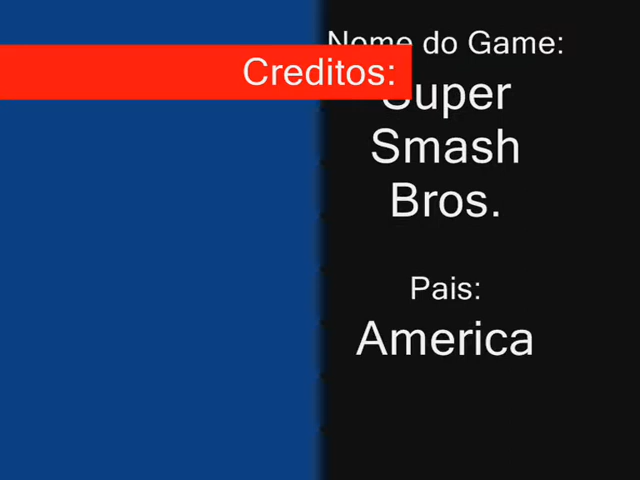 Nome do Game:
Creditos:
Super
Smash
Bros.
Pais:
America